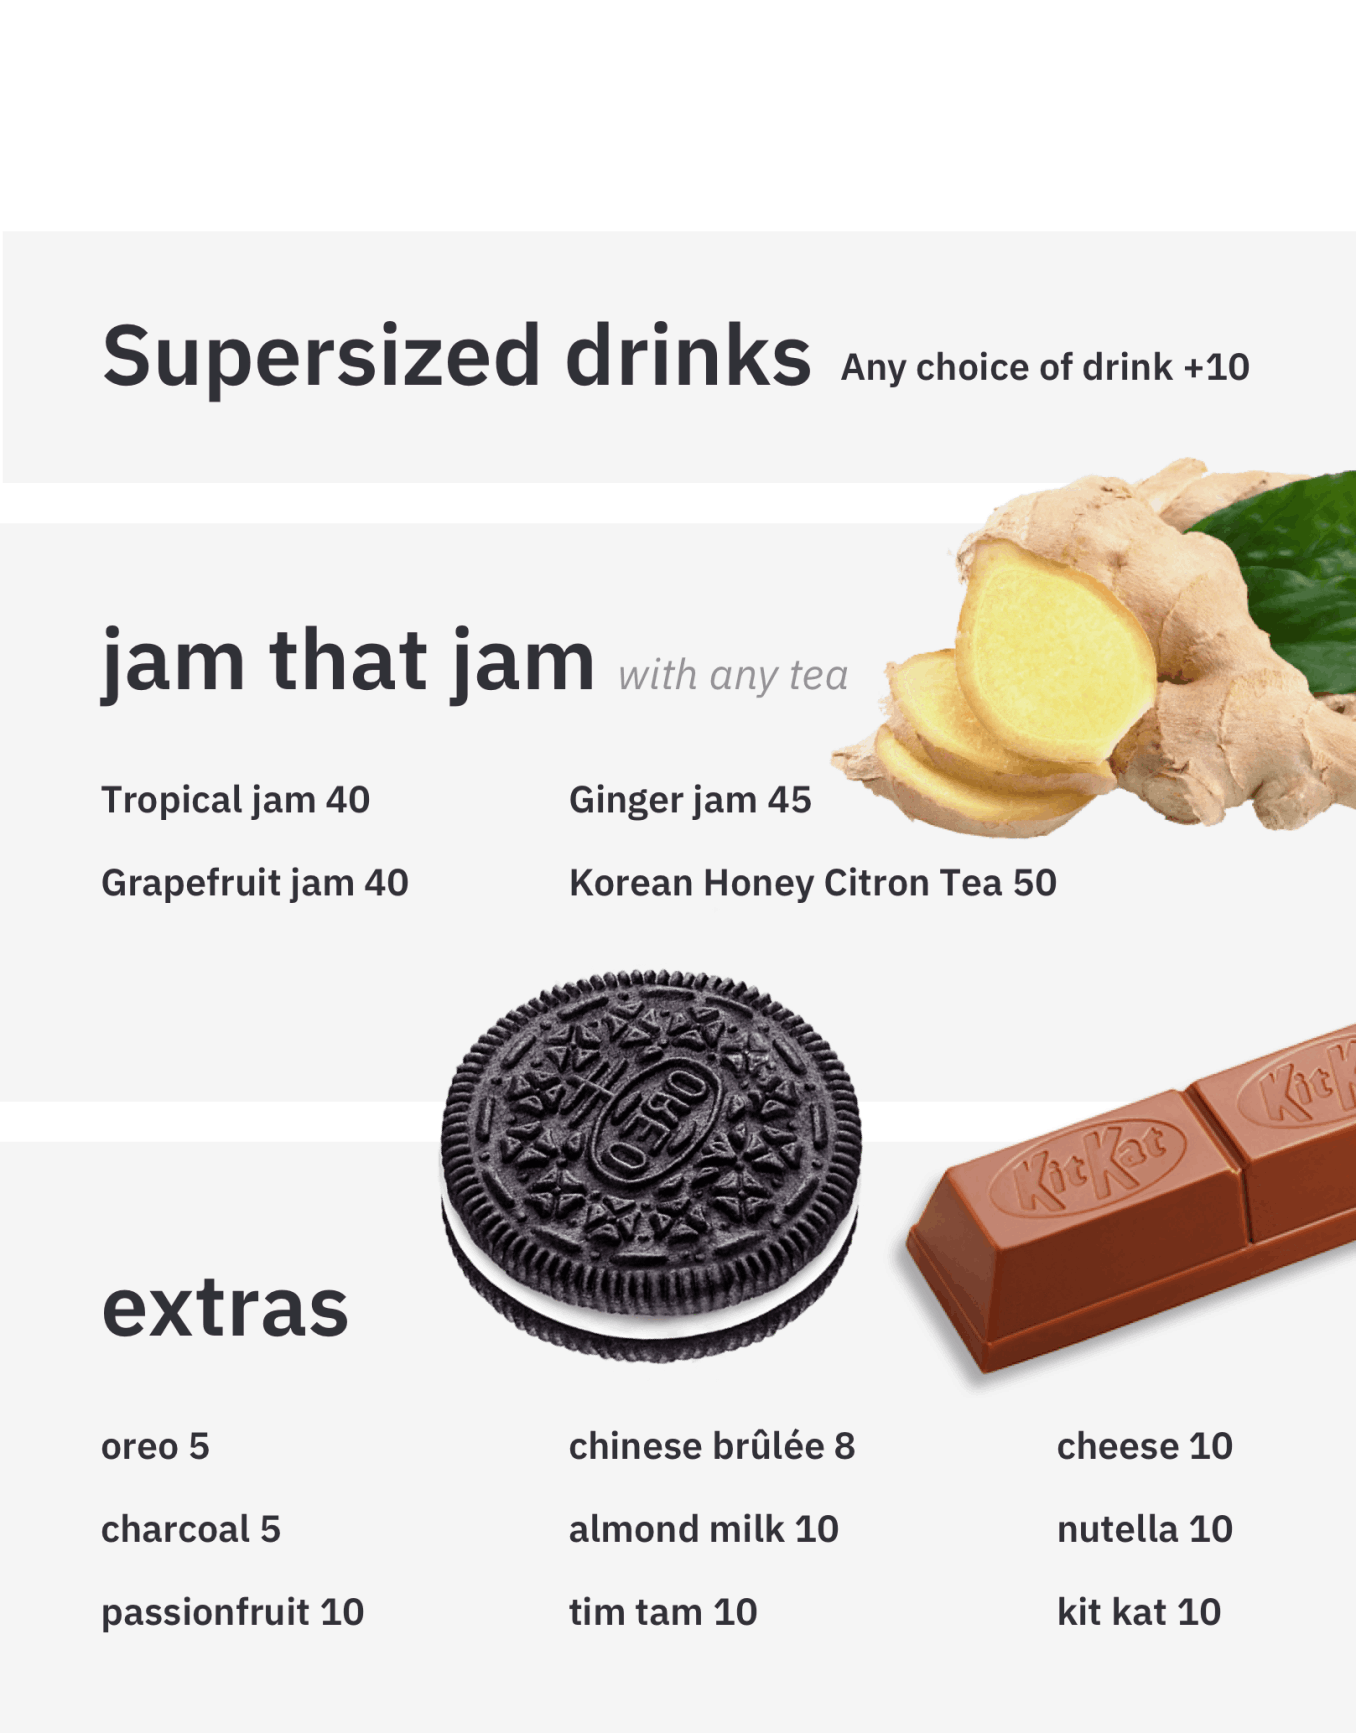 Supersized drinks Any choice of drink +10
jam that jam with any tea
Tropical jam 40
Ginger jam 45
Grapefruit jam 40
Korean Honey Citron Tea 50
OREO
KitKat
extras
oreo 5
chinese brûlée 8
cheese 10
charcoal 5
almond milk 10
nutella 10
passionfruit 10
tim tam 10
kit kat 10